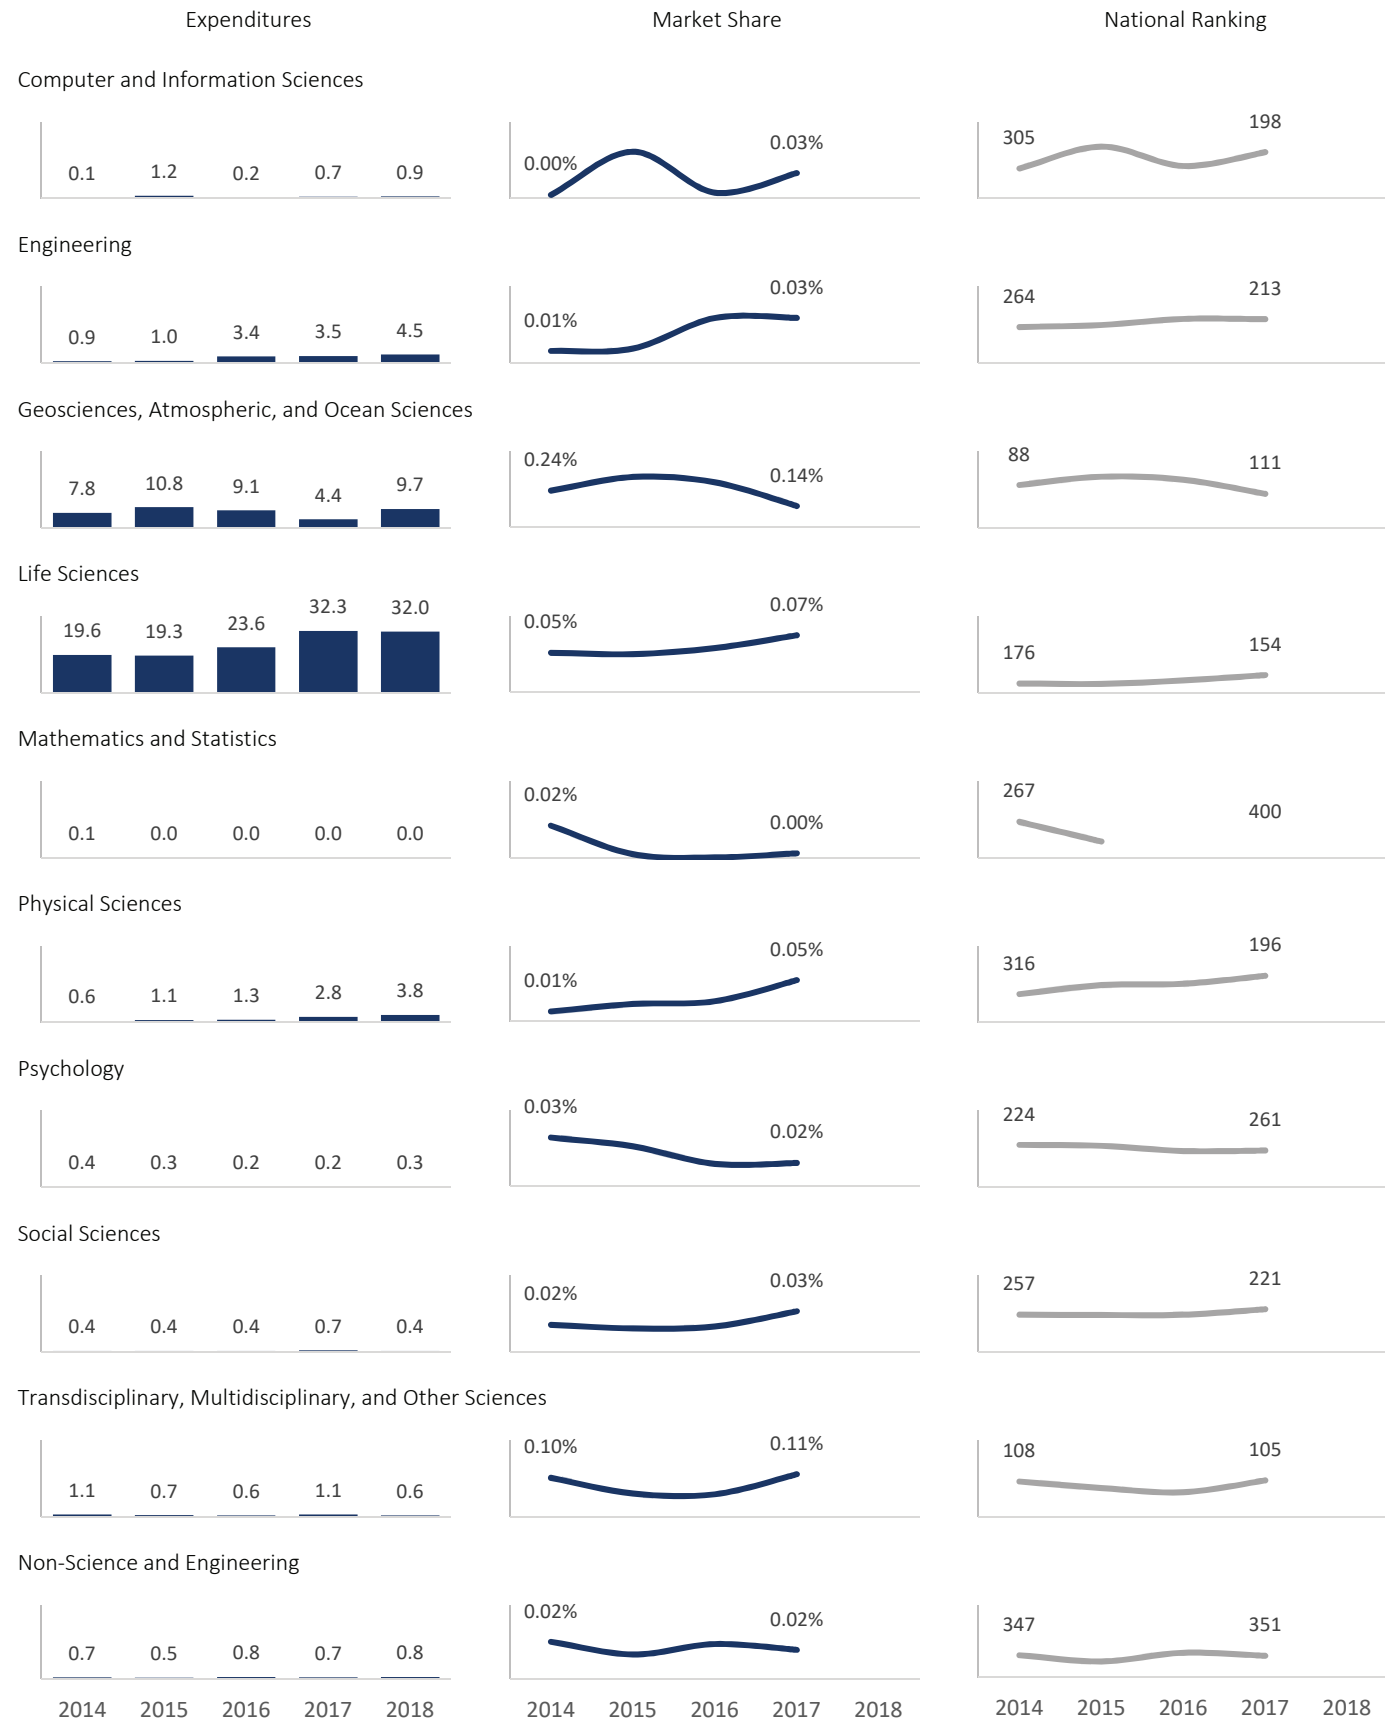 Expenditures Market Share National Ranking
Computer and Information Sciences
0.1 1.2 0.2 0.7 0.9 0.00% 0.03% 305 198
Engineering
0.9 1.0 3.4 3.5 4.5 0.01% 0.03% 264 213
Geosciences, Atmospheric, and Ocean Sciences
7.8 10.8 9.1 4.4 9.7 0.24% 0.14% 88 111
Life Sciences
19.6 19.3 23.6 32.3 32.0 0.05% 0.07% 176 154
Mathematics and Statistics
0.1 0.0 0.0 0.0 0.0 0.02% 0.00% 267 400
Physical Sciences
0.6 1.1 1.3 2.8 3.8 0.01% 0.05% 316 196
Psychology
0.4 0.3 0.2 0.2 0.3 0.03% 0.02% 224 261
Social Sciences
0.4 0.4 0.4 0.7 0.4 0.02% 0.03% 257 221
Transdisciplinary, Multidisciplinary, and Other Sciences
1.1 0.7 0.6 1.1 0.6 0.10% 0.11% 108 105
Non-Science and Engineering
0.7 0.5 0.8 0.7 0.8 0.02% 0.02% 347 351
2014 2015 2016 2017 2018 2014 2015 2016 2017 2018 2014 2015 2016 2017 2018